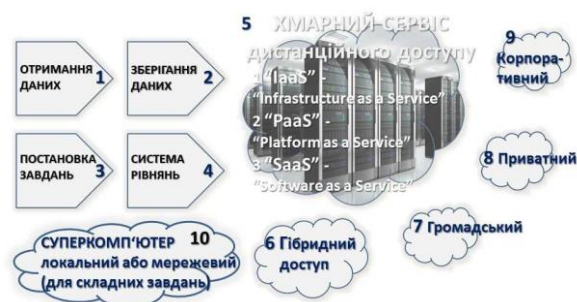 5 ХМАРНИЙ СЕРВІС
дистанційного доступу
1 “IaaS” -
“Infrastructure as a Service”
2 “PaaS” -
“Platform as a Service”
3 “SaaS” -
“Software as a Service”
ОТРИМАННЯ 1
ДАНИХ
ЗБЕРІГАННЯ 2
ДАНИХ
ПОСТАНОВКА 3
ЗАВДАНЬ
СИСТЕМА 4
РІВНЯНЬ
9
Корпора-
тивний
8 Приватний
7 Громадський
6 Гібридний
доступ
СУПЕРКОМП‘ЮТЕР 10
локальний або мережевий
(для складних завдань)